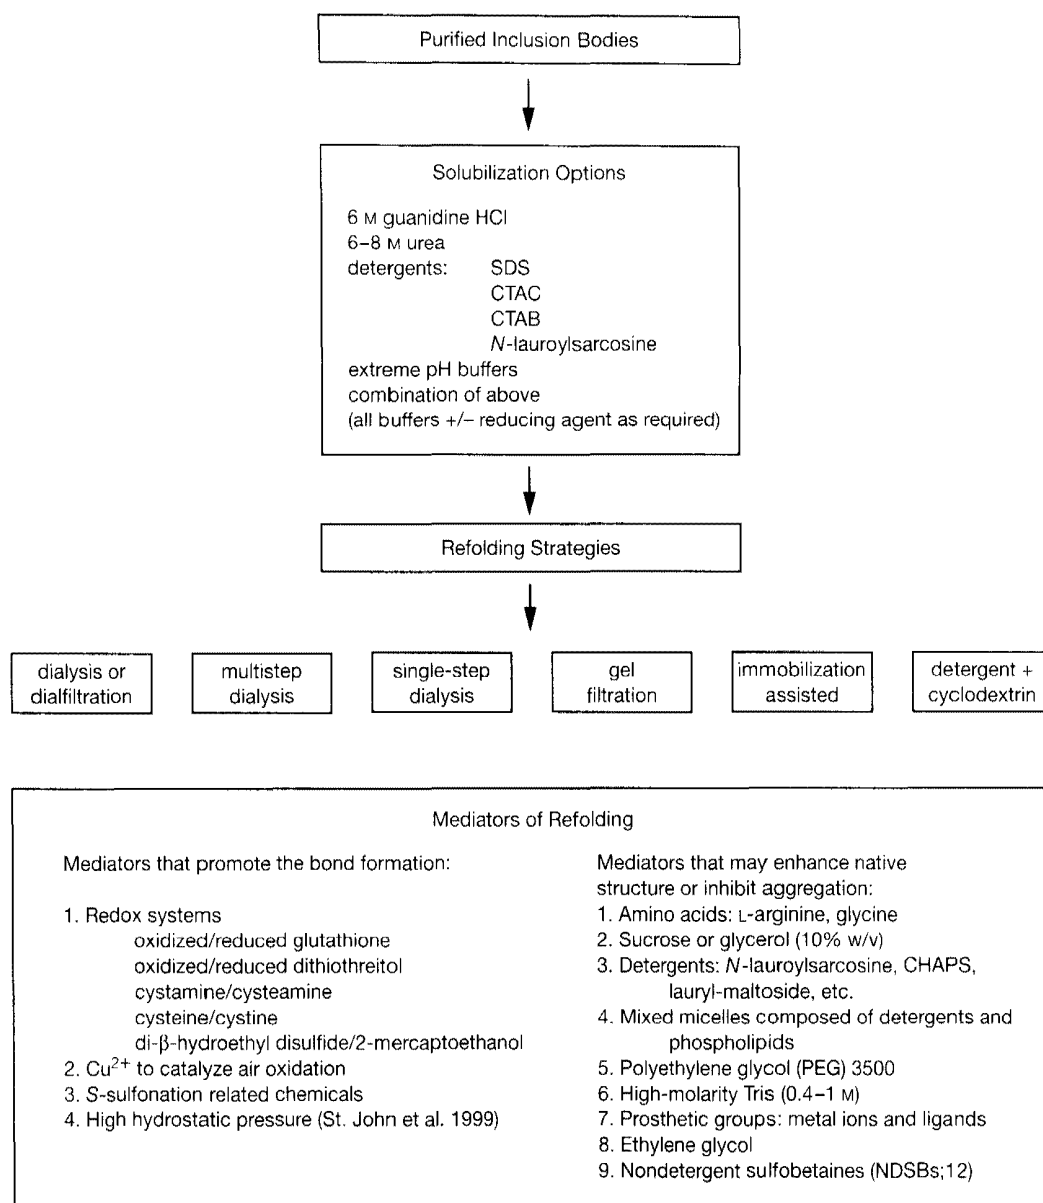 Purified Inclusion Bodies
Solubilization Options
6 M guanidine HCl
6–8 M urea
detergents: SDS
CTAC
CTAB
N-lauroylsarcosine
extreme pH buffers
combination of above
(all buffers +/– reducing agent as required)
Refolding Strategies
dialysis or
dialfiltration
multistep
dialysis
single-step
dialysis
gel
filtration
immobilization
assisted
detergent +
cyclodextrin
Mediators of Refolding
Mediators that promote the bond formation:
1. Redox systems
oxidized/reduced glutathione
oxidized/reduced dithiothreitol
cystamine/cysteamine
cysteine/cystine
di-β-hydroethyl disulfide/2-mercaptoethanol
2. Cu2+ to catalyze air oxidation
3. S-sulfonation related chemicals
4. High hydrostatic pressure (St. John et al. 1999)
Mediators that may enhance native
structure or inhibit aggregation:
1. Amino acids: L-arginine, glycine
2. Sucrose or glycerol (10% w/v)
3. Detergents: N-lauroylsarcosine, CHAPS,
lauryl-maltoside, etc.
4. Mixed micelles composed of detergents and
phospholipids
5. Polyethylene glycol (PEG) 3500
6. High-molarity Tris (0.4–1 M)
7. Prosthetic groups: metal ions and ligands
8. Ethylene glycol
9. Nondetergent sulfobetaines (NDSBs;12)